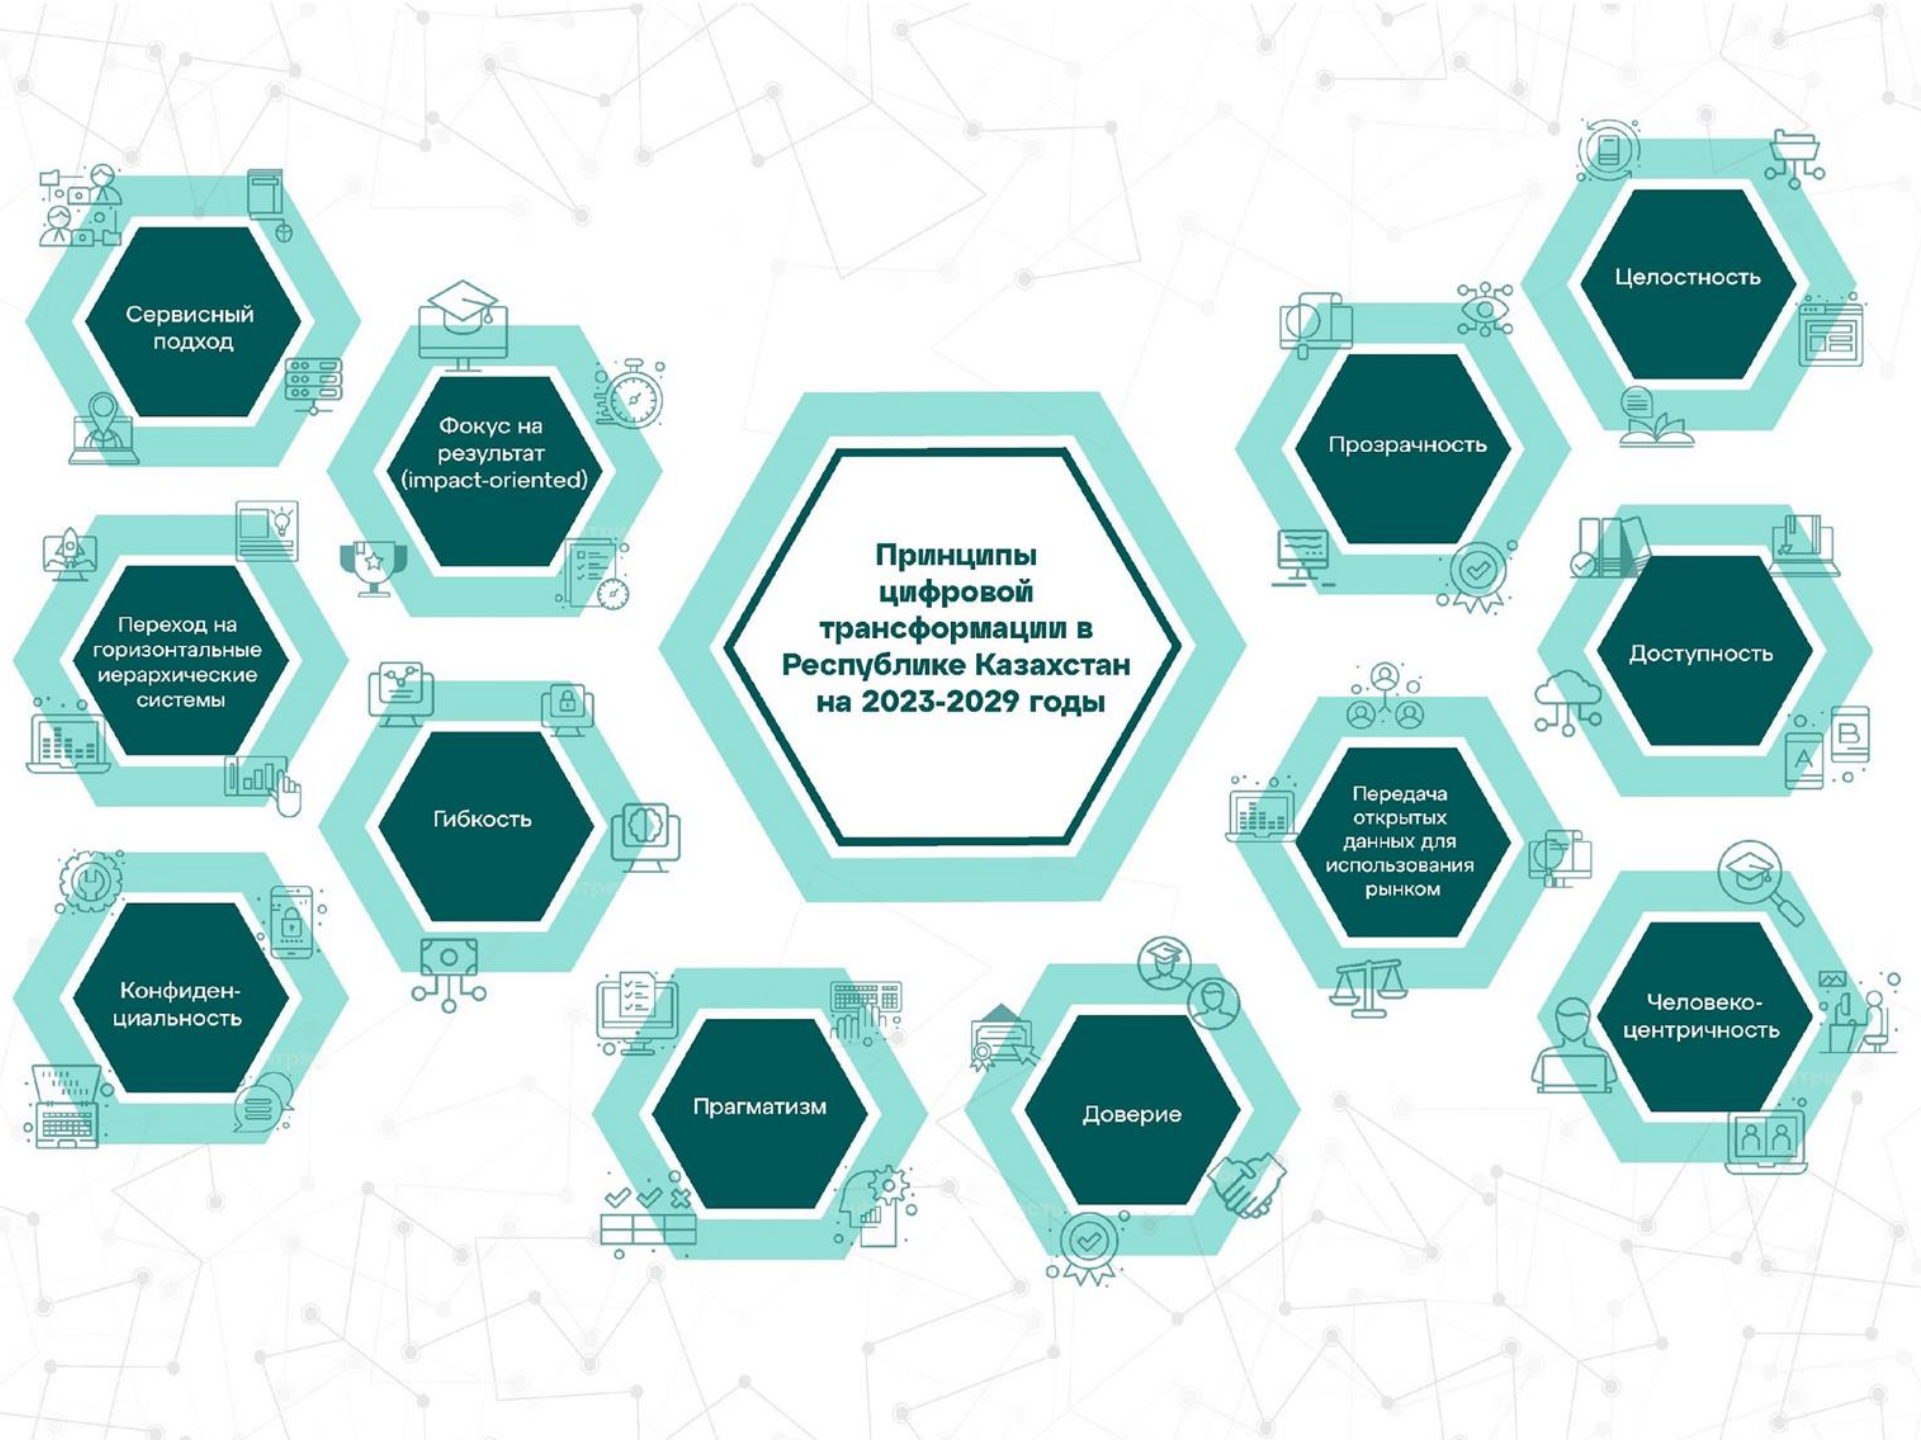 Сервисный
подход
Фокус на
результат
(impact-oriented)
Переход на
горизонтальные
иерархические
системы
Гибкость
Конфиден-
циальность
Принципы
цифровой
трансформации в
Республике Казахстан
на 2023-2029 годы
Прагматизм
Доверие
Целостность
Прозрачность
Доступность
A
B
Передача
открытых
данных для
использования
рынком
Человеко-
центричность